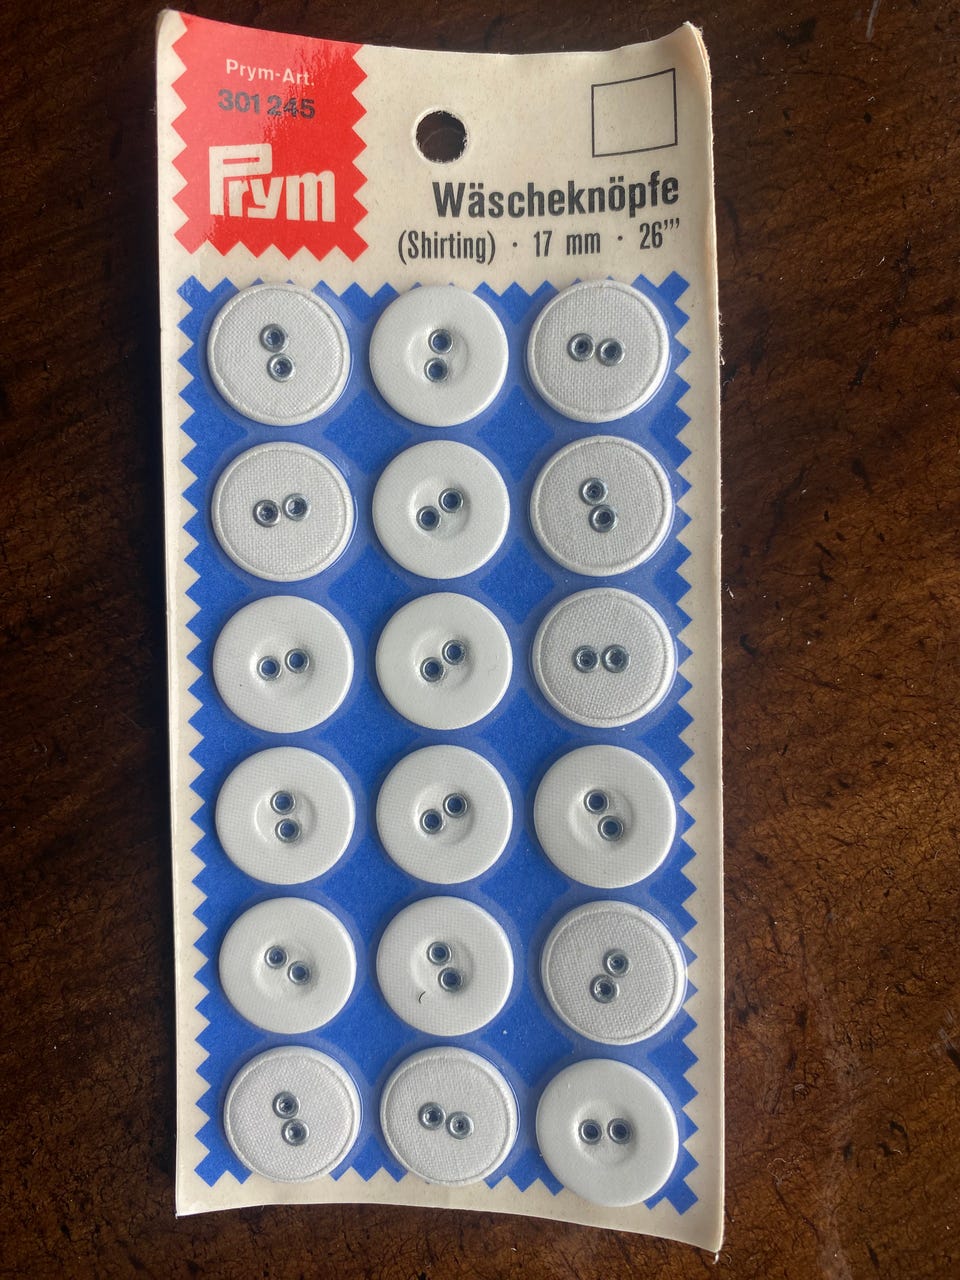 Prym-Art.
301 245
Prym
Wäscheknöpfe
(Shirting) · 17 mm · 26‴